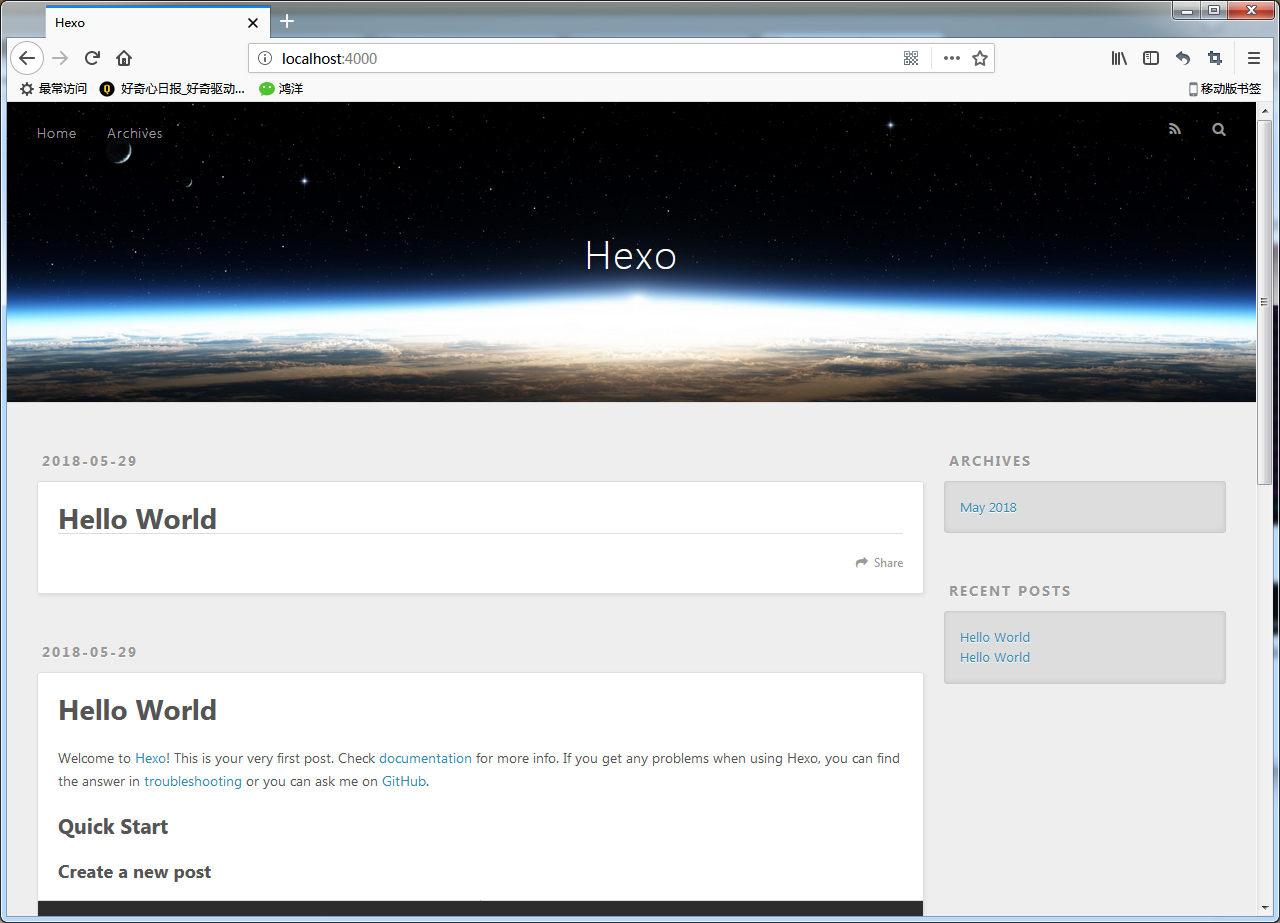 Hexo
localhost:4000
最常访问
好奇心日报_好奇驱动...
鸿洋
移动版书签
Home
Archives
Hexo
2018-05-29
Hello World
Share
2018-05-29
Hello World
Welcome to Hexo! This is your very first post. Check documentation for more info. If you get any problems when using Hexo, you can find
the answer in troubleshooting or you can ask me on GitHub.
Quick Start
Create a new post
ARCHIVES
May 2018
RECENT POSTS
Hello World
Hello World